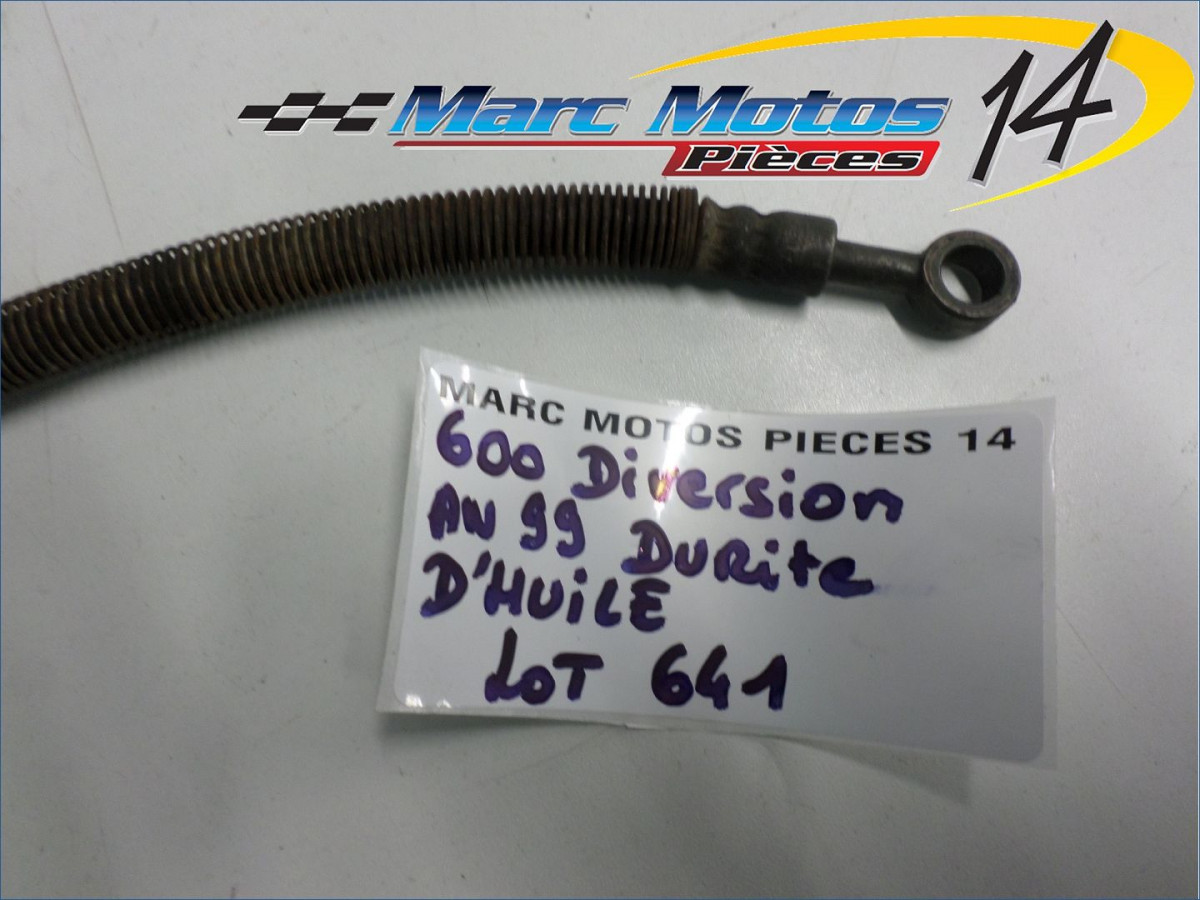 Marc Motos 14
Pièces
MARC MOTOS PIECES 14
600 Diversion
AN 99 DURite
D'HUiLE
LOT 641